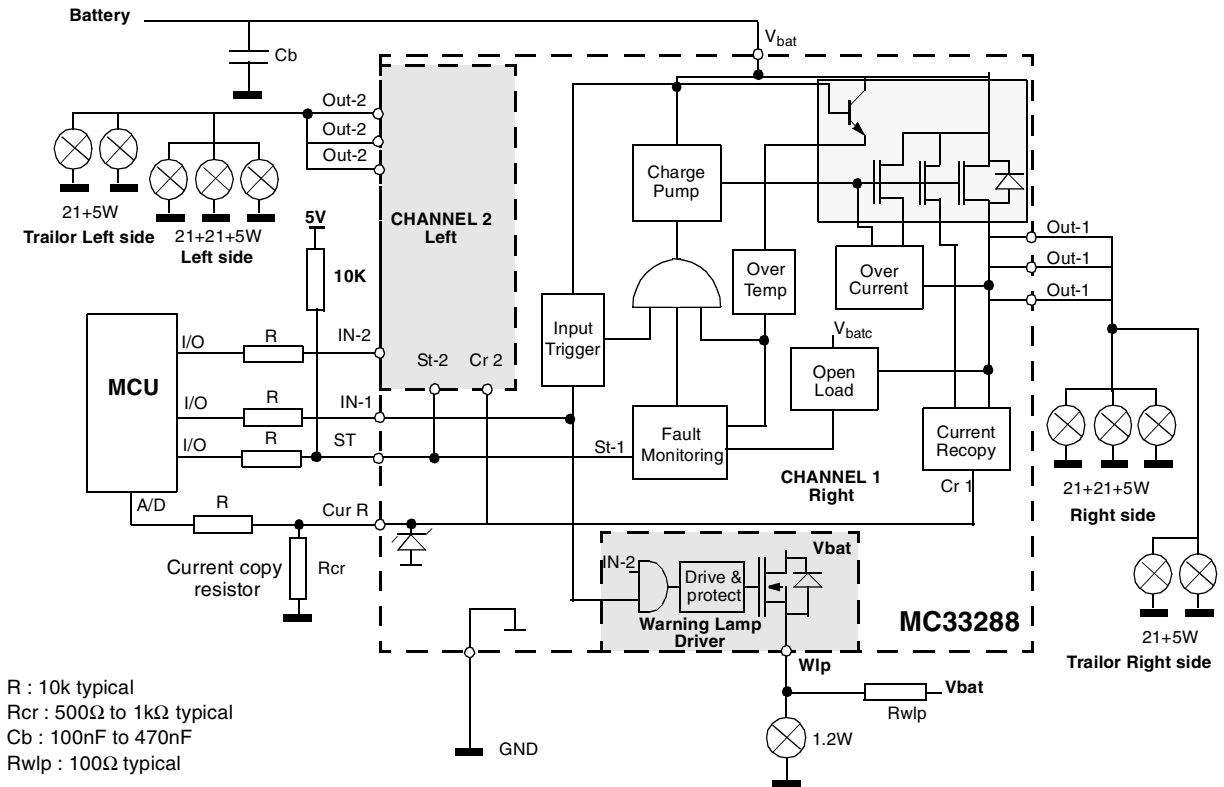 Battery
Cb
V bat
Out-2
Out-2
Out-2
21+5W
Trailor Left side
21+21+5W
Left side
CHANNEL 2
Left
5V
10K
Charge
Pump
Over
Temp
Over
Current
Out-1
Out-1
Out-1
Input
Trigger
V batc
Open
Load
MCU
I/O
R
IN-2
St-2
Cr 2
I/O
R
IN-1
I/O
R
ST
St-1
Fault
Monitoring
Current
Recopy
Cr 1
CHANNEL 1
Right
21+21+5W
Right side
A/D
R
Cur R
Current copy
resistor
Rcr
IN-2
Drive &
protect
Vbat
Warning Lamp
Driver
MC33288
21+5W
Trailor Right side
Wlp
Vbat
Rwlp
1.2W
GND
R : 10k typical
Rcr : 500Ω to 1kΩ typical
Cb : 100nF to 470nF
Rwlp : 100Ω typical